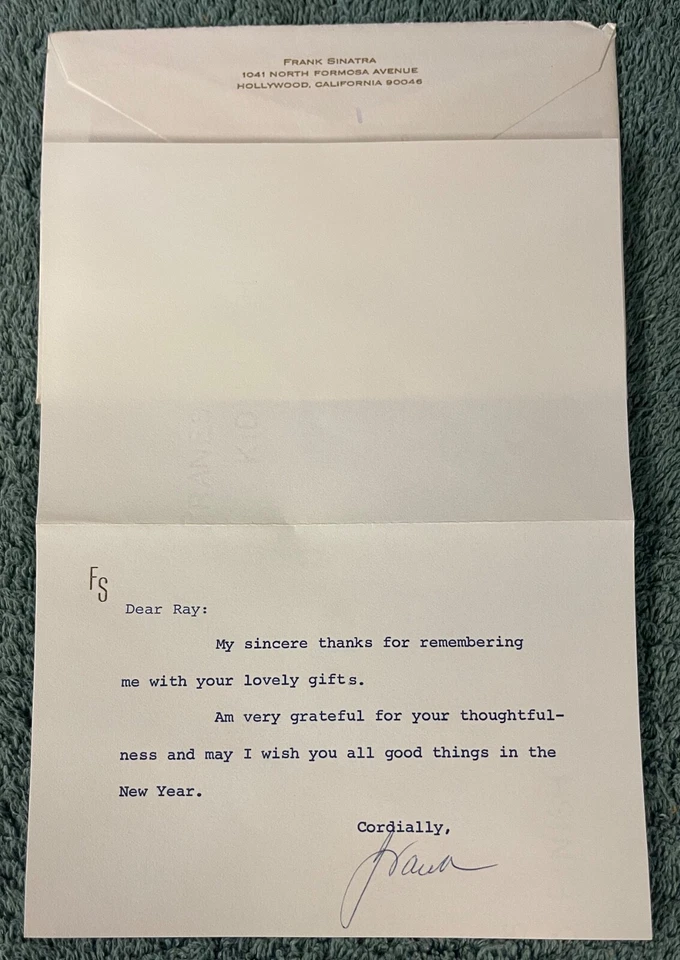 FRANK SINATRA
1041 NORTH FORMOSA AVENUE
HOLLYWOOD, CALIFORNIA 90046
FS
Dear Ray:
My sincere thanks for remembering
me with your lovely gifts.
Am very grateful for your thoughtful-
ness and may I wish you all good things in the
New Year.
Cordially,
Frank